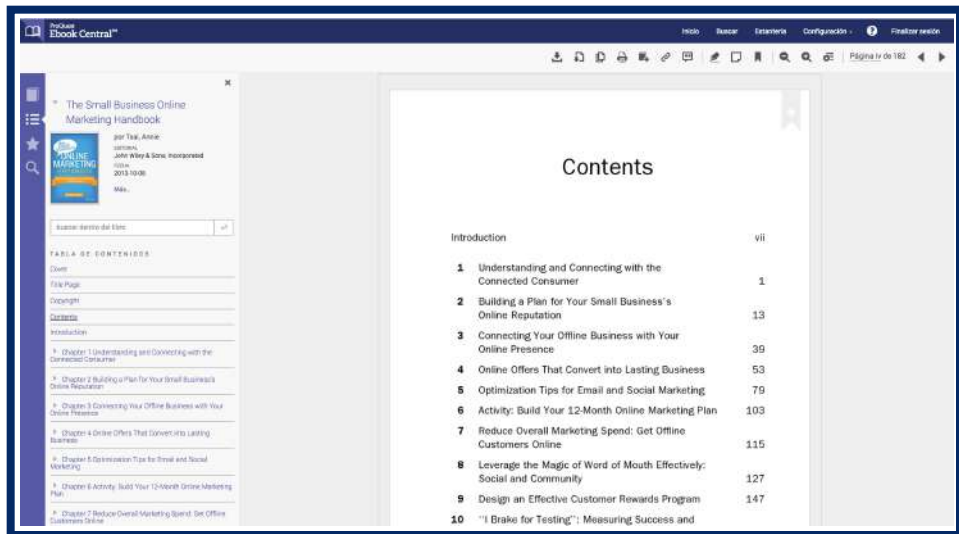 ProQuest
Ebook Central™
Inicio Buscar Estantería Configuración Finalizar sesión
Página iv de 182
The Small Business Online
Marketing Handbook
por Tsai, Annie
EDITORIAL
John Wiley & Sons, Incorporated
FECHA
2013-10-08
Más...
ONLINE
MARKETING
Buscar dentro del libro
TABLA DE CONTENIDOS
Cover
Title Page
Copyright
Contents
Introduction
Chapter 1 Understanding and Connecting with the
Connected Consumer
Chapter 2 Building a Plan for Your Small Business's
Online Reputation
Chapter 3 Connecting Your Offline Business with Your
Online Presence
Chapter 4 Online Offers That Convert into Lasting
Business
Chapter 5 Optimization Tips for Email and Social
Marketing
Chapter 6 Activity: Build Your 12-Month Online Marketing
Plan
Chapter 7 Reduce Overall Marketing Spend: Get Offline
Customers Online
Contents
Introduction vii
1 Understanding and Connecting with the
Connected Consumer 1
2 Building a Plan for Your Small Business's
Online Reputation 13
3 Connecting Your Offline Business with Your
Online Presence 39
4 Online Offers That Convert into Lasting Business 53
5 Optimization Tips for Email and Social Marketing 79
6 Activity: Build Your 12-Month Online Marketing Plan 103
7 Reduce Overall Marketing Spend: Get Offline
Customers Online 115
8 Leverage the Magic of Word of Mouth Effectively:
Social and Community 127
9 Design an Effective Customer Rewards Program 147
10 "I Brake for Testing": Measuring Success and